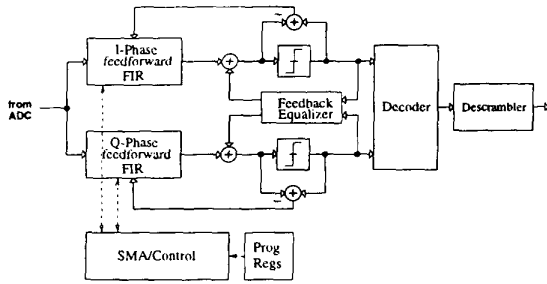 I-Phase
feedforward
FIR
from
ADC
Feedback
Equalizer
Decoder
Descrambler
Q-Phase
feedforward
FIR
SMA/Control
Prog
Regs